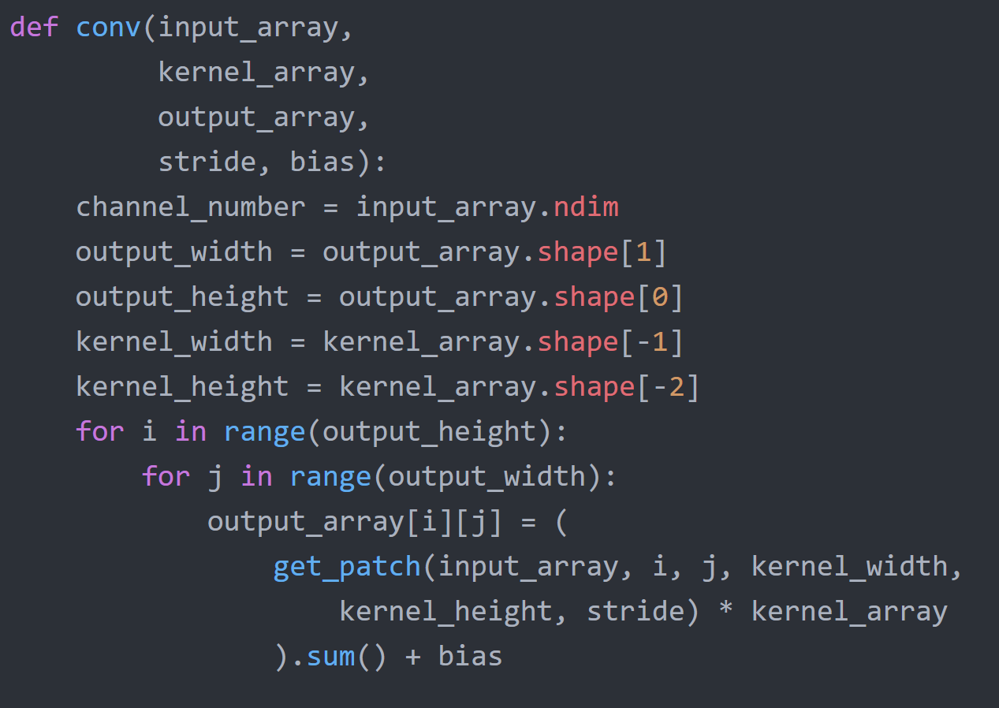 def conv(input_array,
         kernel_array,
         output_array,
         stride, bias):
    channel_number = input_array.ndim
    output_width = output_array.shape[1]
    output_height = output_array.shape[0]
    kernel_width = kernel_array.shape[-1]
    kernel_height = kernel_array.shape[-2]
    for i in range(output_height):
        for j in range(output_width):
            output_array[i][j] = (
                get_patch(input_array, i, j, kernel_width,
                    kernel_height, stride) * kernel_array
                ).sum() + bias